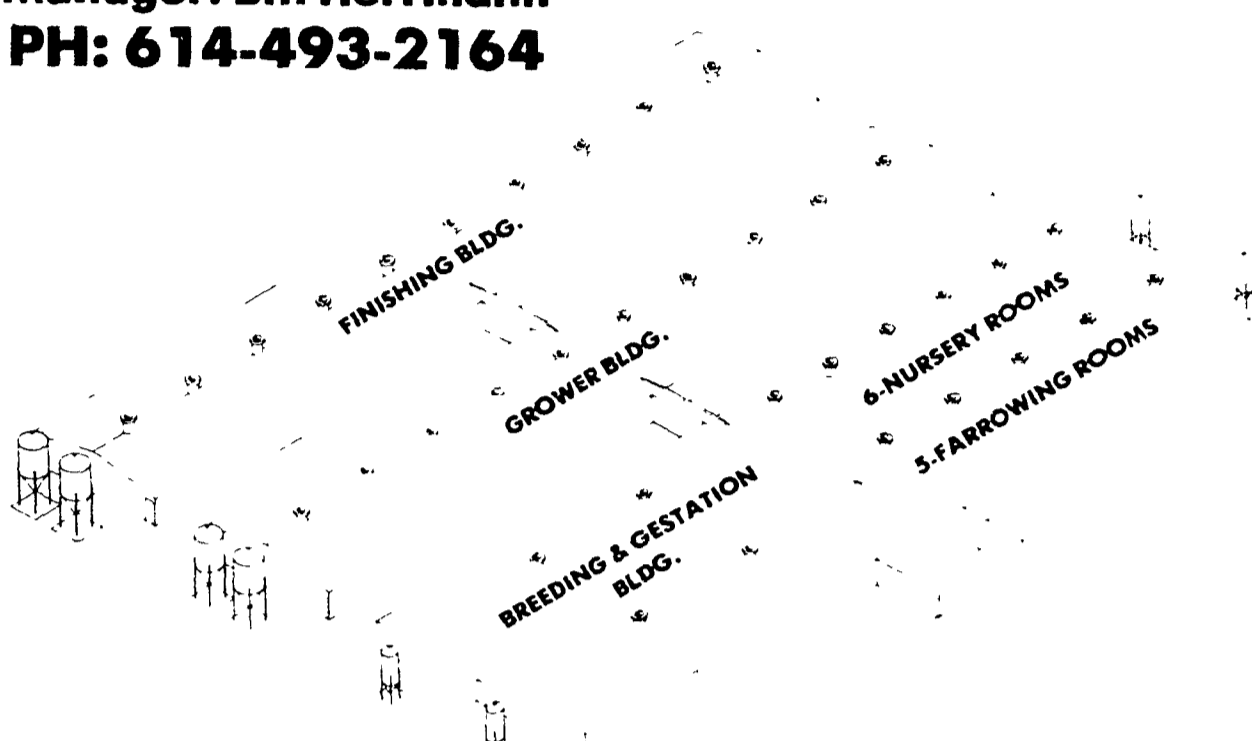 PH: 614-493-2164
FINISHING BLDG.
GROWER BLDG.
6-NURSERY ROOMS
5-FARROWING ROOMS
BREEDING & GESTATION
BLDG.